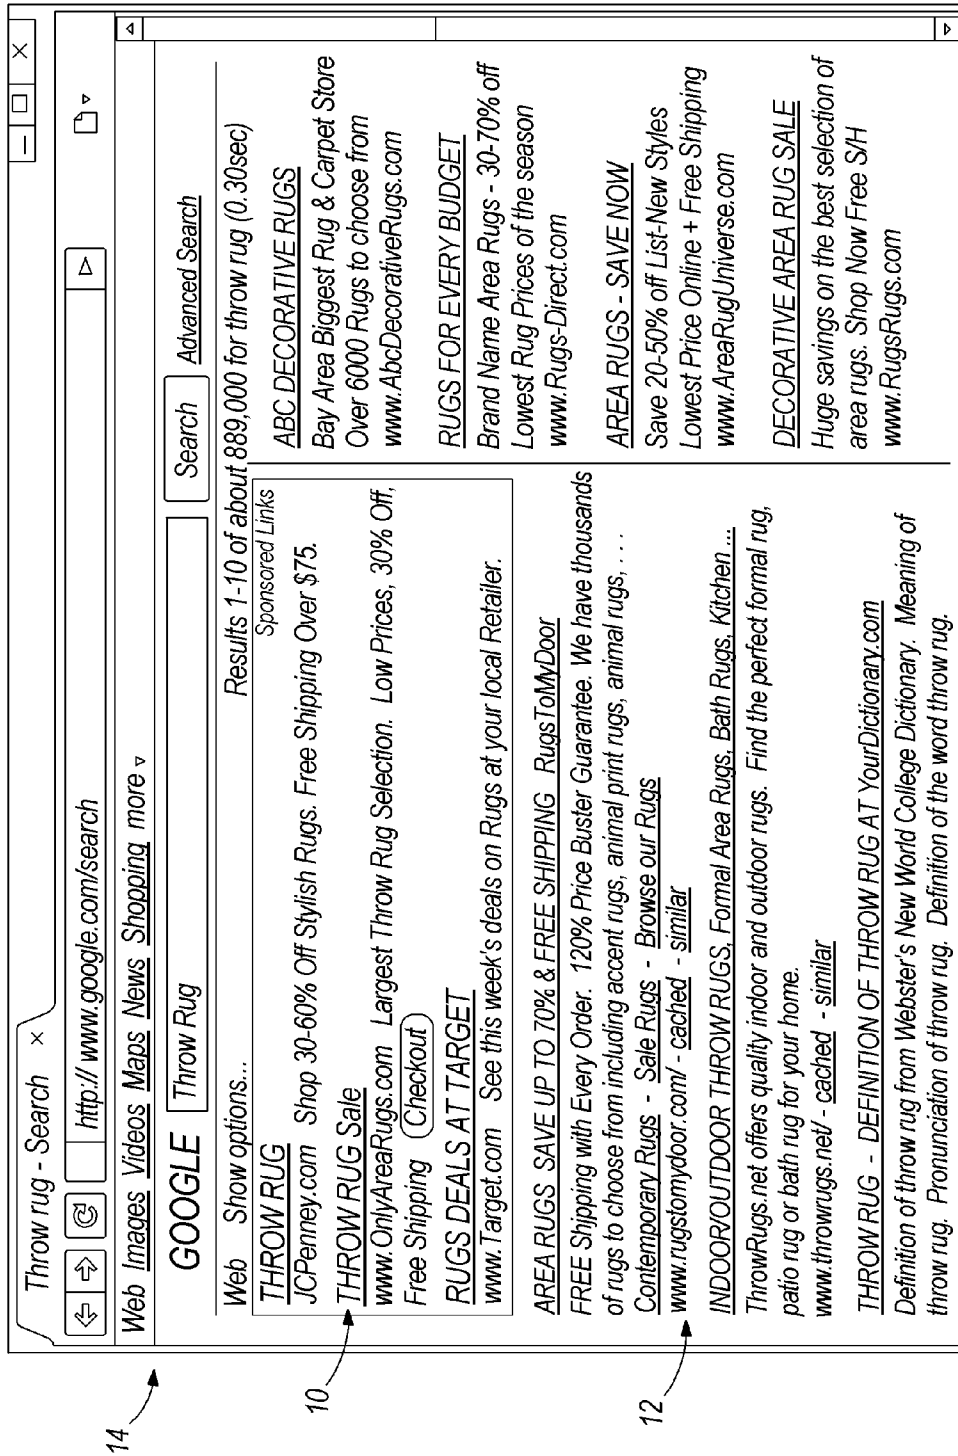 Throw rug - Search ×
http:// www.google.com/search
Web Images Videos Maps News Shopping more
GOOGLE Throw Rug Search Advanced Search
Web Show options... Results 1-10 of about 889,000 for throw rug (0.30sec)
Sponsored Links
THROW RUG
JCPenney.com Shop 30-60% Off Stylish Rugs. Free Shipping Over $75.
THROW RUG Sale
www.OnlyAreaRugs.com Largest Throw Rug Selection. Low Prices, 30% Off,
Free Shipping Checkout
RUGS DEALS AT TARGET
www.Target.com See this week's deals on Rugs at your local Retailer.
AREA RUGS SAVE UP TO 70% & FREE SHIPPING RugsToMyDoor
FREE Shipping with Every Order. 120% Price Buster Guarantee. We have thousands
of rugs to choose from including accent rugs, animal print rugs, animal rugs, . . .
Contemporary Rugs - Sale Rugs - Browse our Rugs
www.rugstomydoor.com/ - cached - similar
INDOOR/OUTDOOR THROW RUGS, Formal Area Rugs, Bath Rugs, Kitchen ...
ThrowRugs.net offers quality indoor and outdoor rugs. Find the perfect formal rug,
patio rug or bath rug for your home.
www.throwrugs.net/ - cached - similar
THROW RUG - DEFINITION OF THROW RUG AT YourDictionary.com
Definition of throw rug from Webster's New World College Dictionary. Meaning of
throw rug. Pronunciation of throw rug. Definition of the word throw rug.
ABC DECORATIVE RUGS
Bay Area Biggest Rug & Carpet Store
Over 6000 Rugs to choose from
www.AbcDecorativeRugs.com
RUGS FOR EVERY BUDGET
Brand Name Area Rugs - 30-70% off
Lowest Rug Prices of the season
www.Rugs-Direct.com
AREA RUGS - SAVE NOW
Save 20-50% off List-New Styles
Lowest Price Online + Free Shipping
www.AreaRugUniverse.com
DECORATIVE AREA RUG SALE
Huge savings on the best selection of
area rugs. Shop Now Free S/H
www.RugsRugs.com
14
10
12